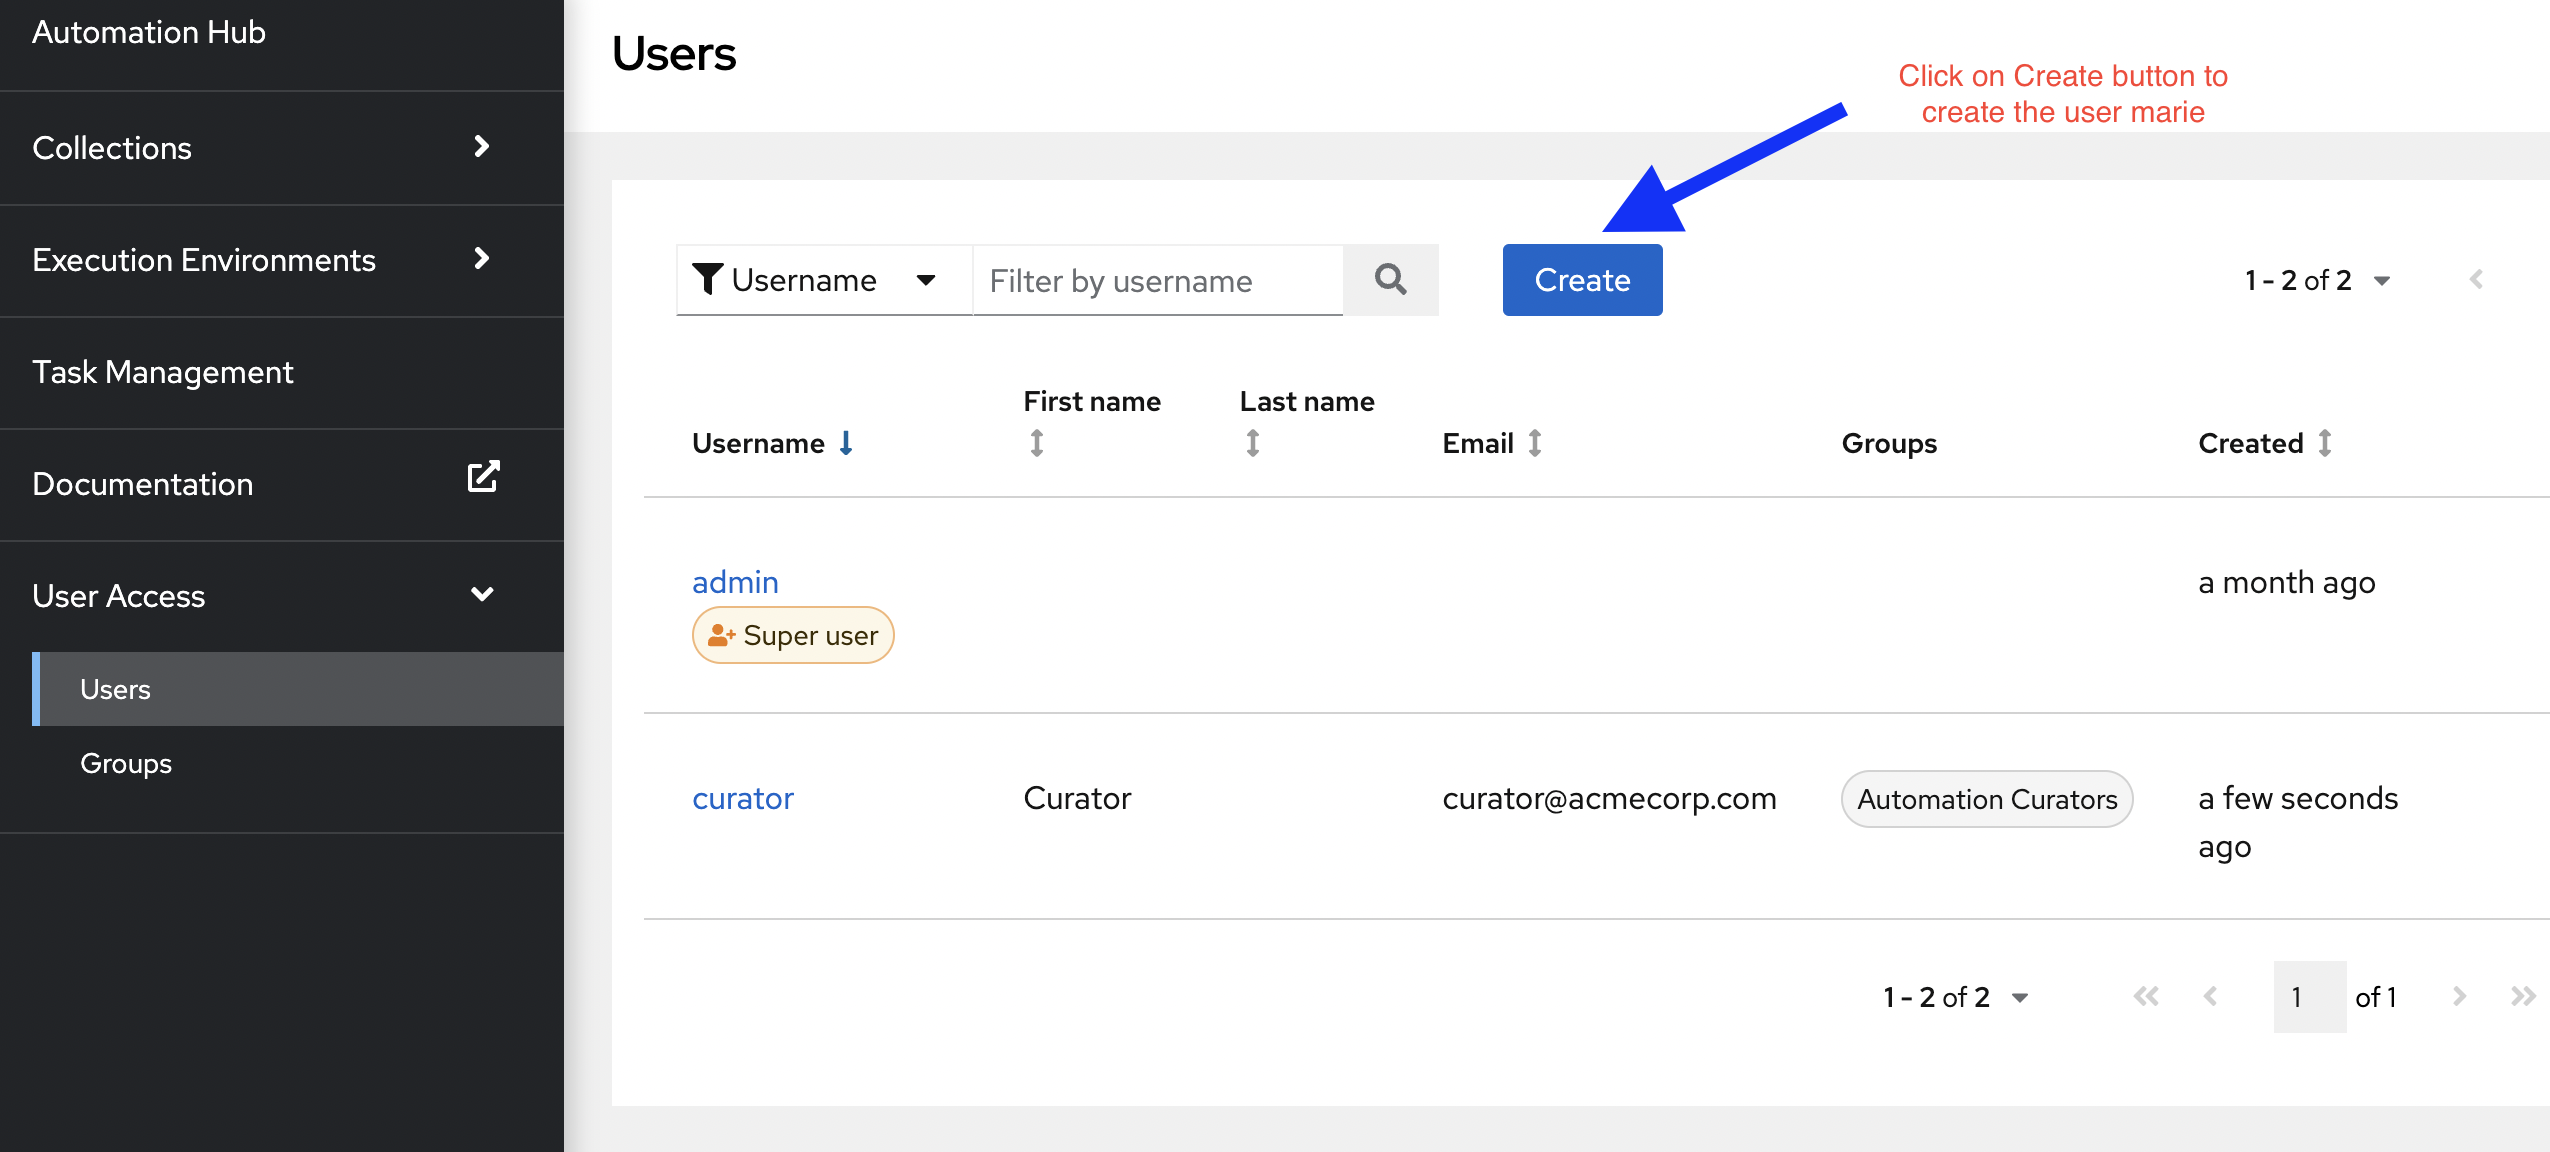 Automation Hub
Collections
Execution Environments
Task Management
Documentation
User Access
Users
Groups
Users
Click on Create button to
create the user marie
Username
Filter by username
Create
1 - 2 of 2
Username
First name
Last name
Email
Groups
Created
admin
a month ago
Super user
curator
Curator
curator@acmecorp.com
Automation Curators
a few seconds
ago
1 - 2 of 2
1
of 1